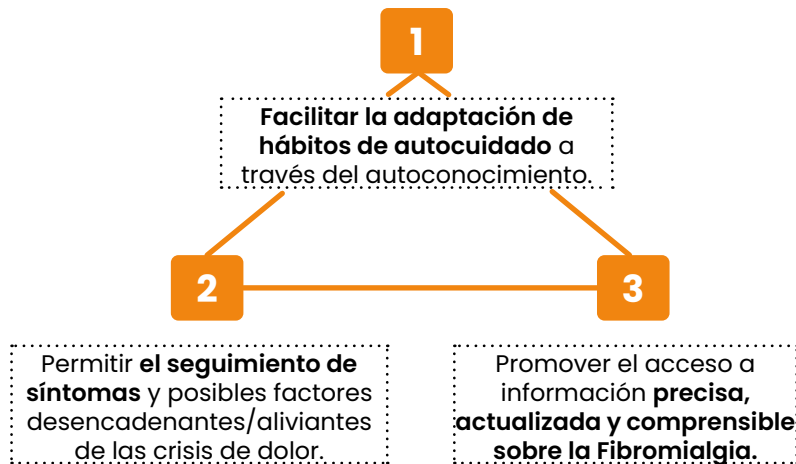 1
Facilitar la adaptación de
hábitos de autocuidado a
través del autoconocimiento.
2
Permitir el seguimiento de
síntomas y posibles factores
desencadenantes/aliviantes
de las crisis de dolor.
3
Promover el acceso a
información precisa,
actualizada y comprensible
sobre la Fibromialgia.